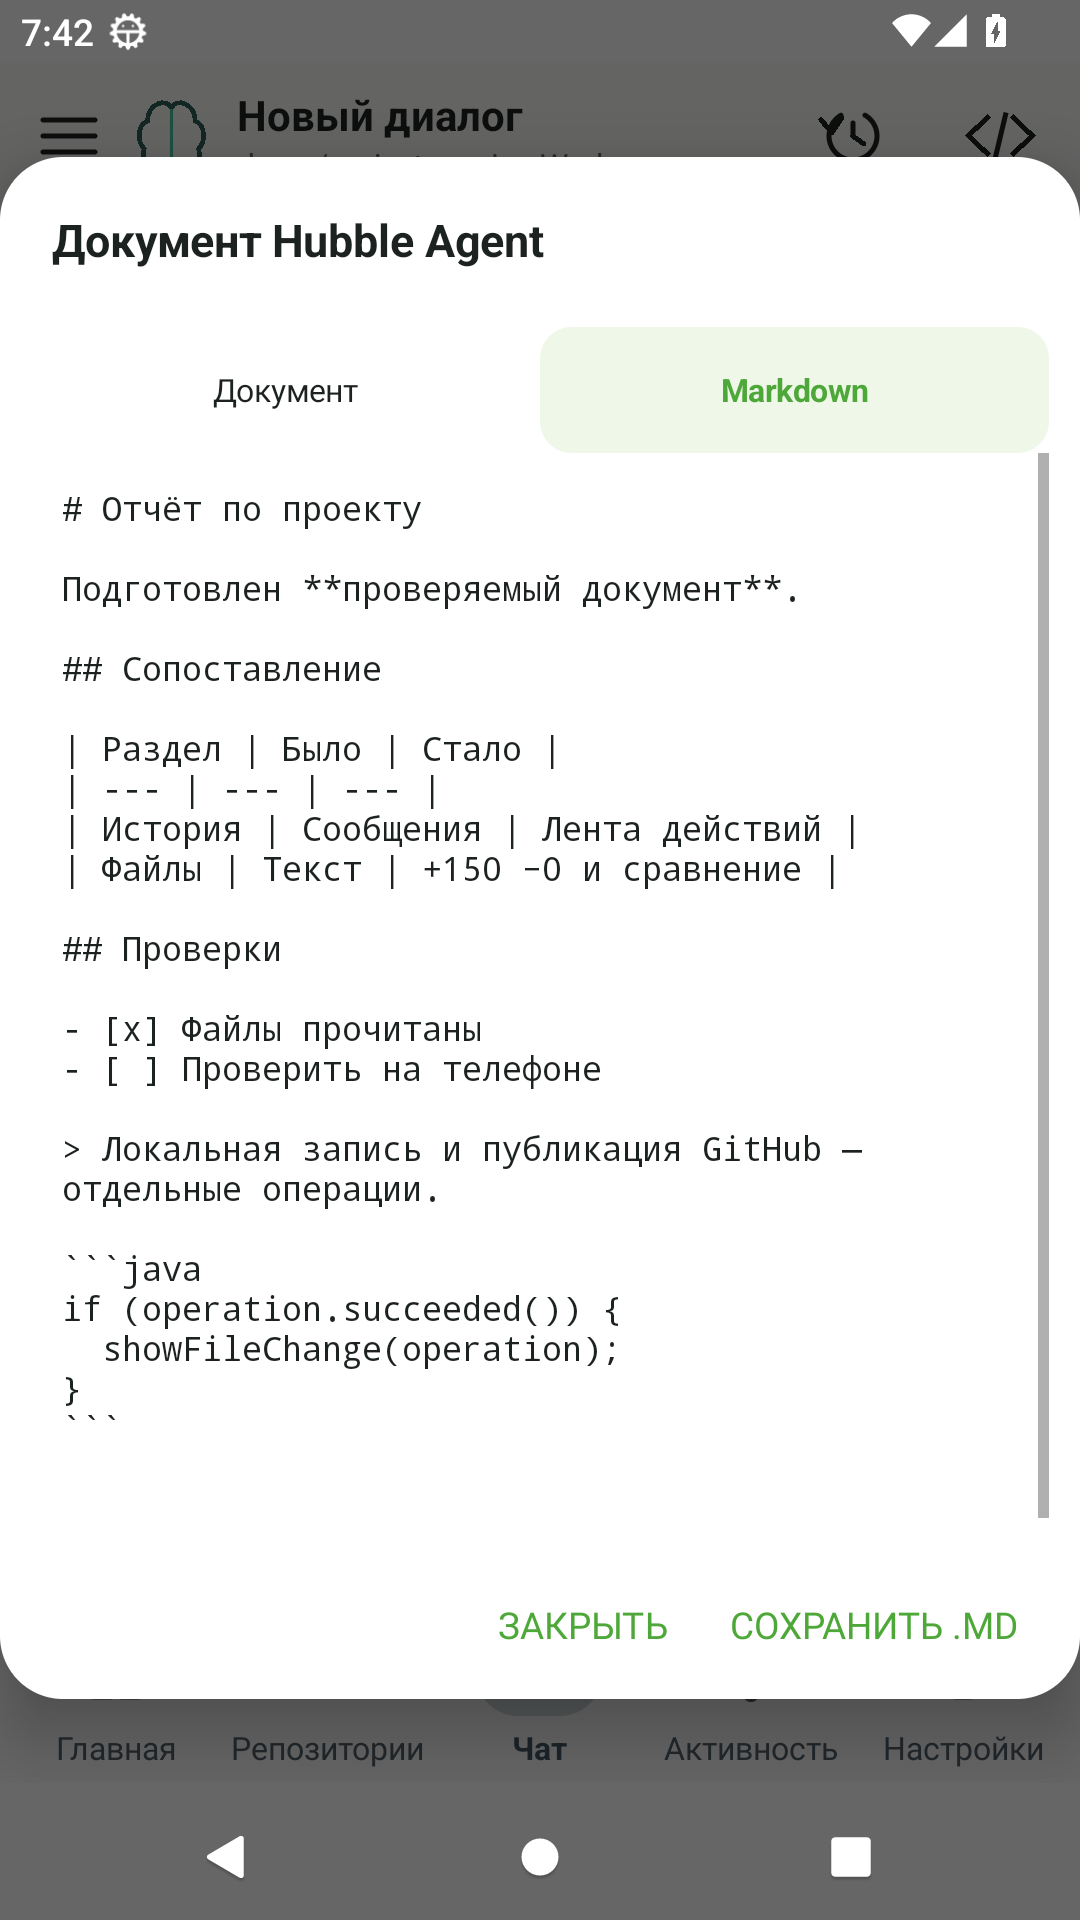 7:42
Новый диалог
Документ Hubble Agent
Документ
Markdown
# Отчёт по проекту
Подготовлен **проверяемый документ**.
## Сопоставление
| Раздел | Было | Стало |
| --- | --- | --- |
| История | Сообщения | Лента действий |
| Файлы | Текст | +150 −0 и сравнение |
## Проверки
- [x] Файлы прочитаны
- [ ] Проверить на телефоне
> Локальная запись и публикация GitHub —
отдельные операции.
```java
if (operation.succeeded()) {
  showFileChange(operation);
}
```
ЗАКРЫТЬ
СОХРАНИТЬ .MD
Главная
Репозитории
Чат
Активность
Настройки